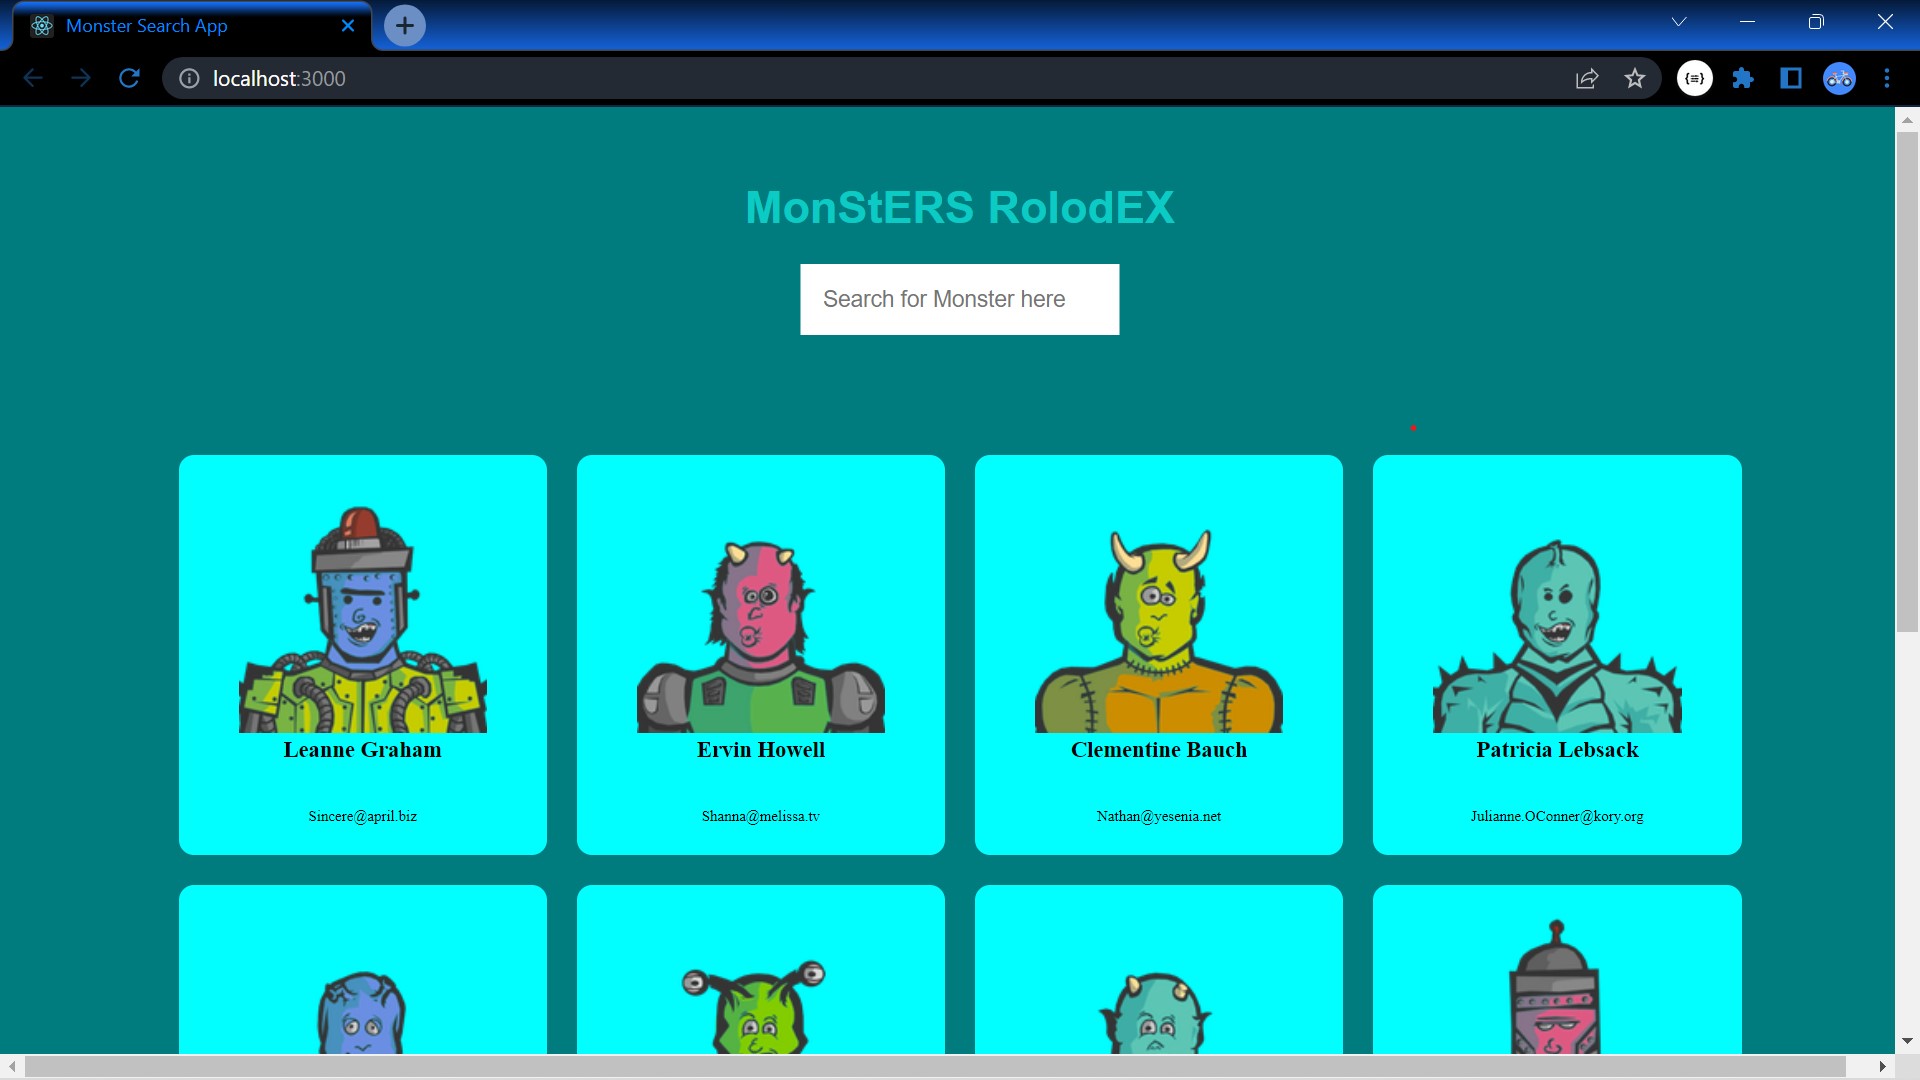 Monster Search App
localhost:3000
MonStERS RolodEX
Search for Monster here
Leanne Graham
Sincere@april.biz
Ervin Howell
Shanna@melissa.tv
Clementine Bauch
Nathan@yesenia.net
Patricia Lebsack
Julianne.OConner@kory.org